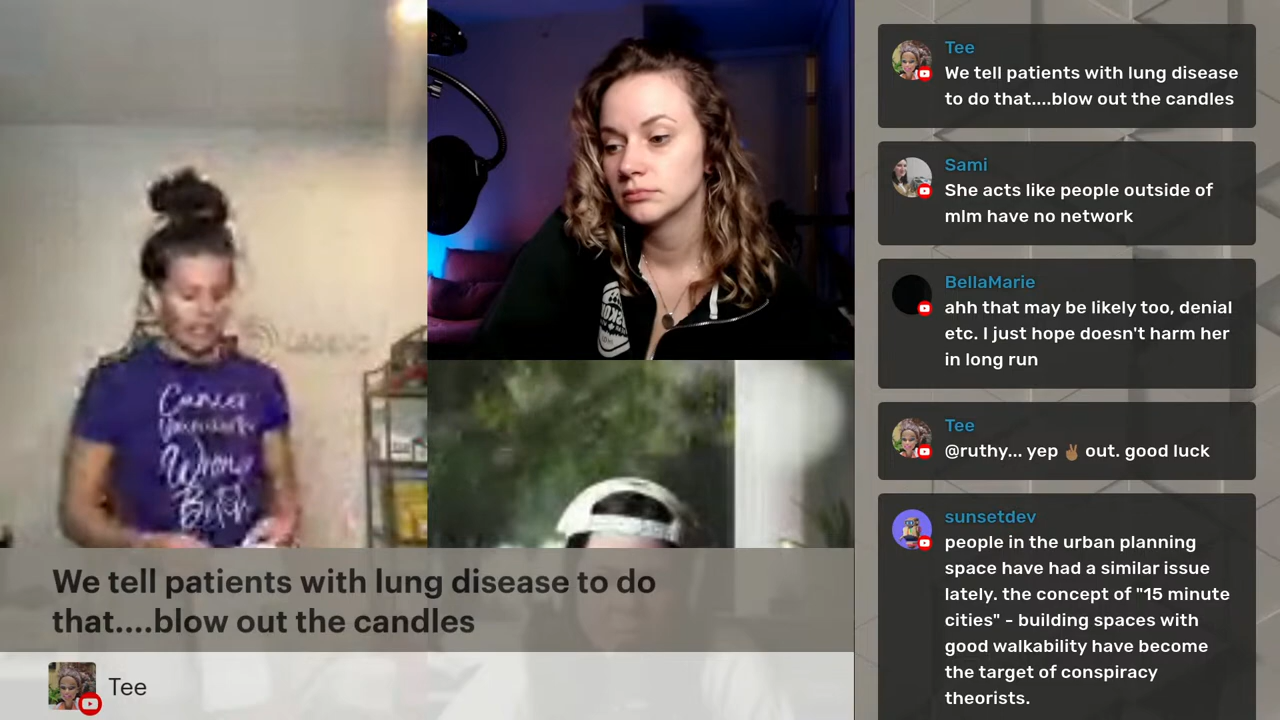 Cancer
Wrong
Bitch
We tell patients with lung disease to do
that....blow out the candles
Tee
Tee
We tell patients with lung disease
to do that....blow out the candles
Sami
She acts like people outside of
mlm have no network
BellaMarie
ahh that may be likely too, denial
etc. I just hope doesn't harm her
in long run
Tee
@ruthy... yep ✌🏾 out. good luck
sunsetdev
people in the urban planning
space have had a similar issue
lately. the concept of "15 minute
cities" - building spaces with
good walkability have become
the target of conspiracy
theorists.